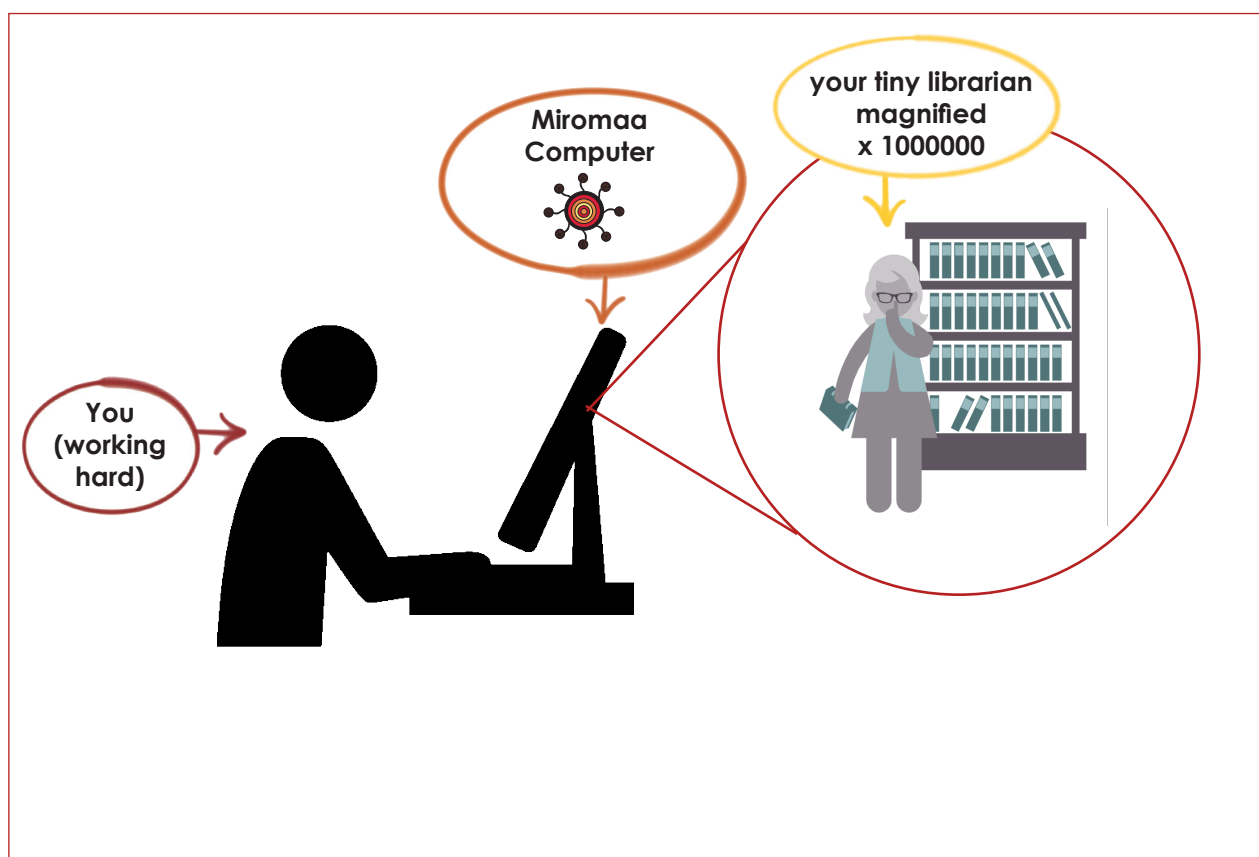 You
(working
hard)
Miromaa
Computer
your tiny librarian
magnified
x 1000000